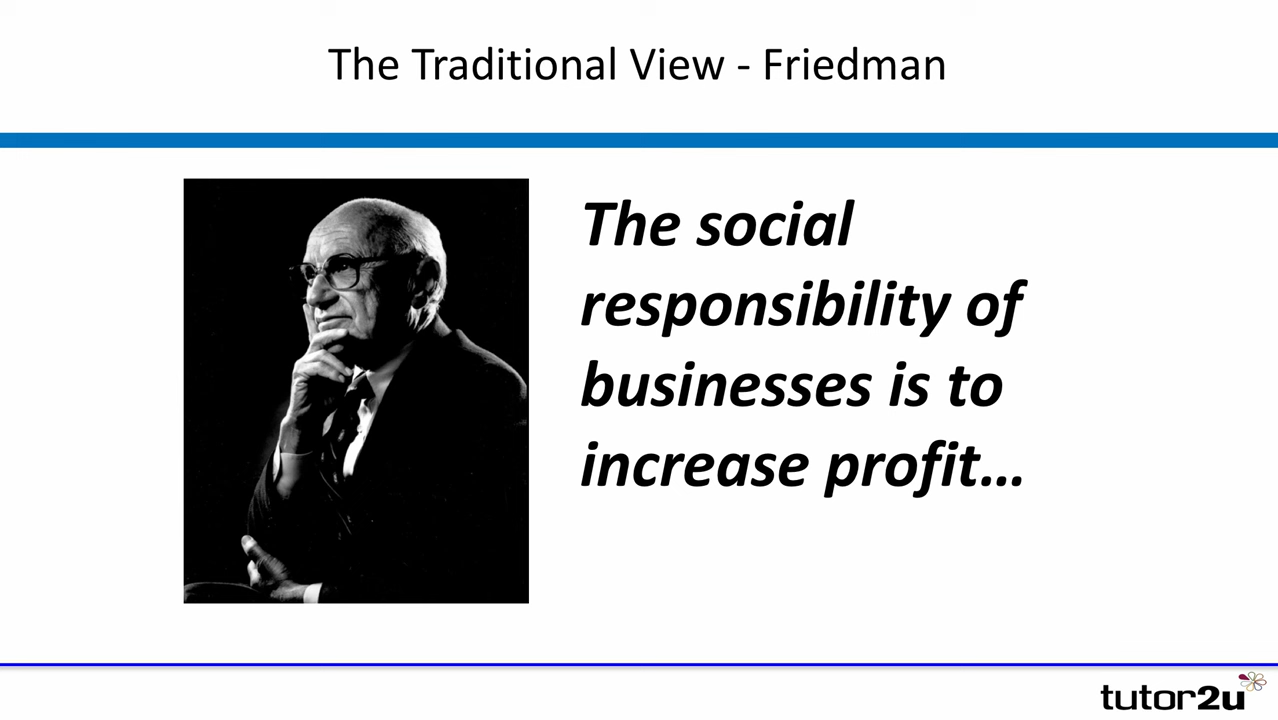 The Traditional View - Friedman
The social
responsibility of
businesses is to
increase profit...
tutor2u